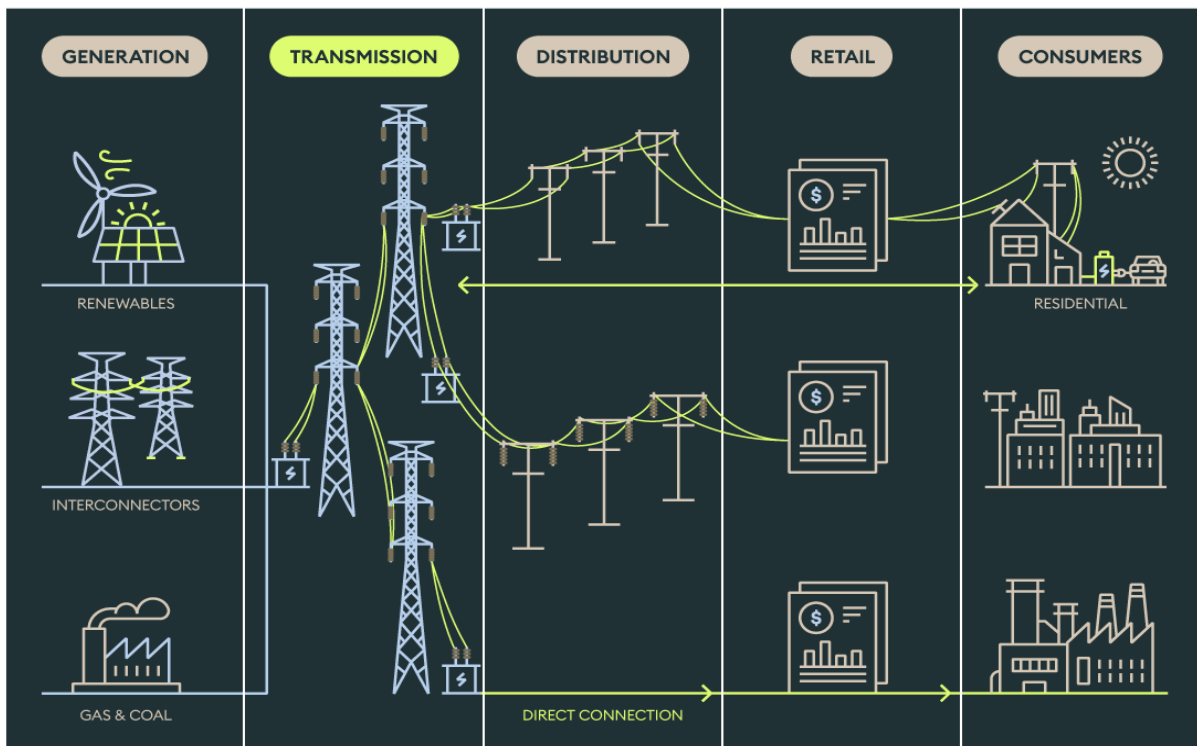 GENERATION
TRANSMISSION
DISTRIBUTION
RETAIL
CONSUMERS
$
RENEWABLES
RESIDENTIAL
$
INTERCONNECTORS
$
GAS & COAL
DIRECT CONNECTION